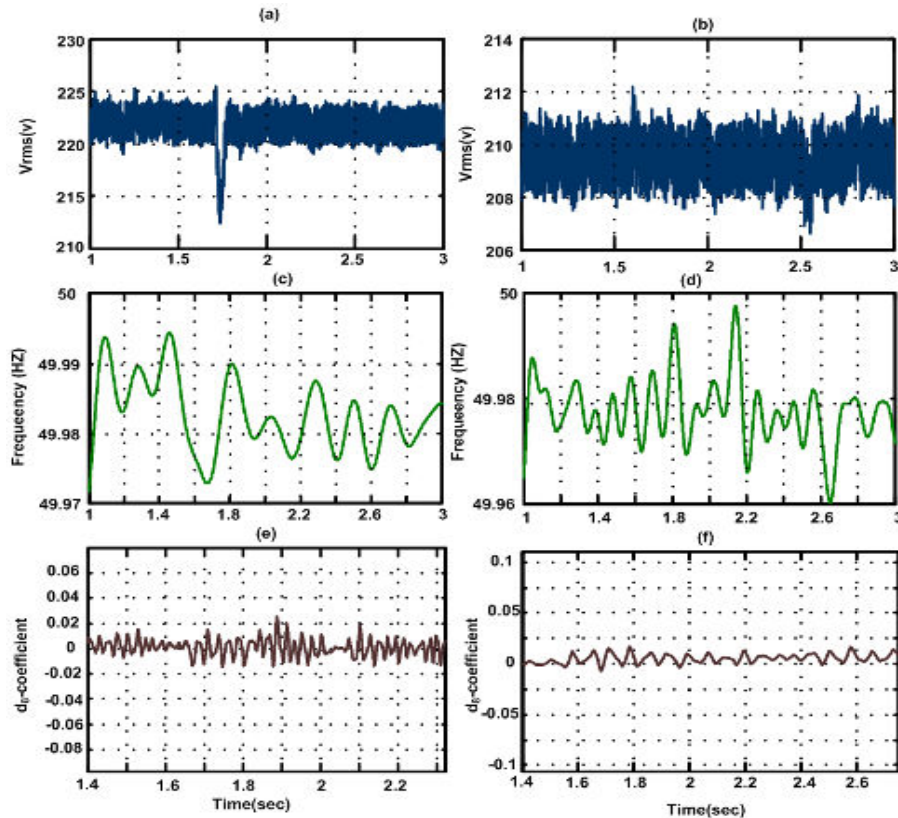 (a)
(b)
230
225
220
215
210
Vrms(v)
1 1.5 2 2.5 3
214
212
210
208
206
Vrms(v)
1 1.5 2 2.5 3
(c)
(d)
50
49.99
49.98
49.97
Frequeency (HZ)
1 1.4 1.8 2.2 2.6 3
50
49.98
49.96
Frequeency (HZ)
1 1.4 1.8 2.2 2.6 3
(e)
(f)
0.06
0.04
0.02
0
-0.02
-0.04
-0.06
-0.08
-coefficient
1.4 1.6 1.8 2 2.2
Time(sec)
0.1
0.05
0
-0.05
-0.1
-coefficient
1.4 1.6 1.8 2 2.2 2.4 2.6
Time(sec)